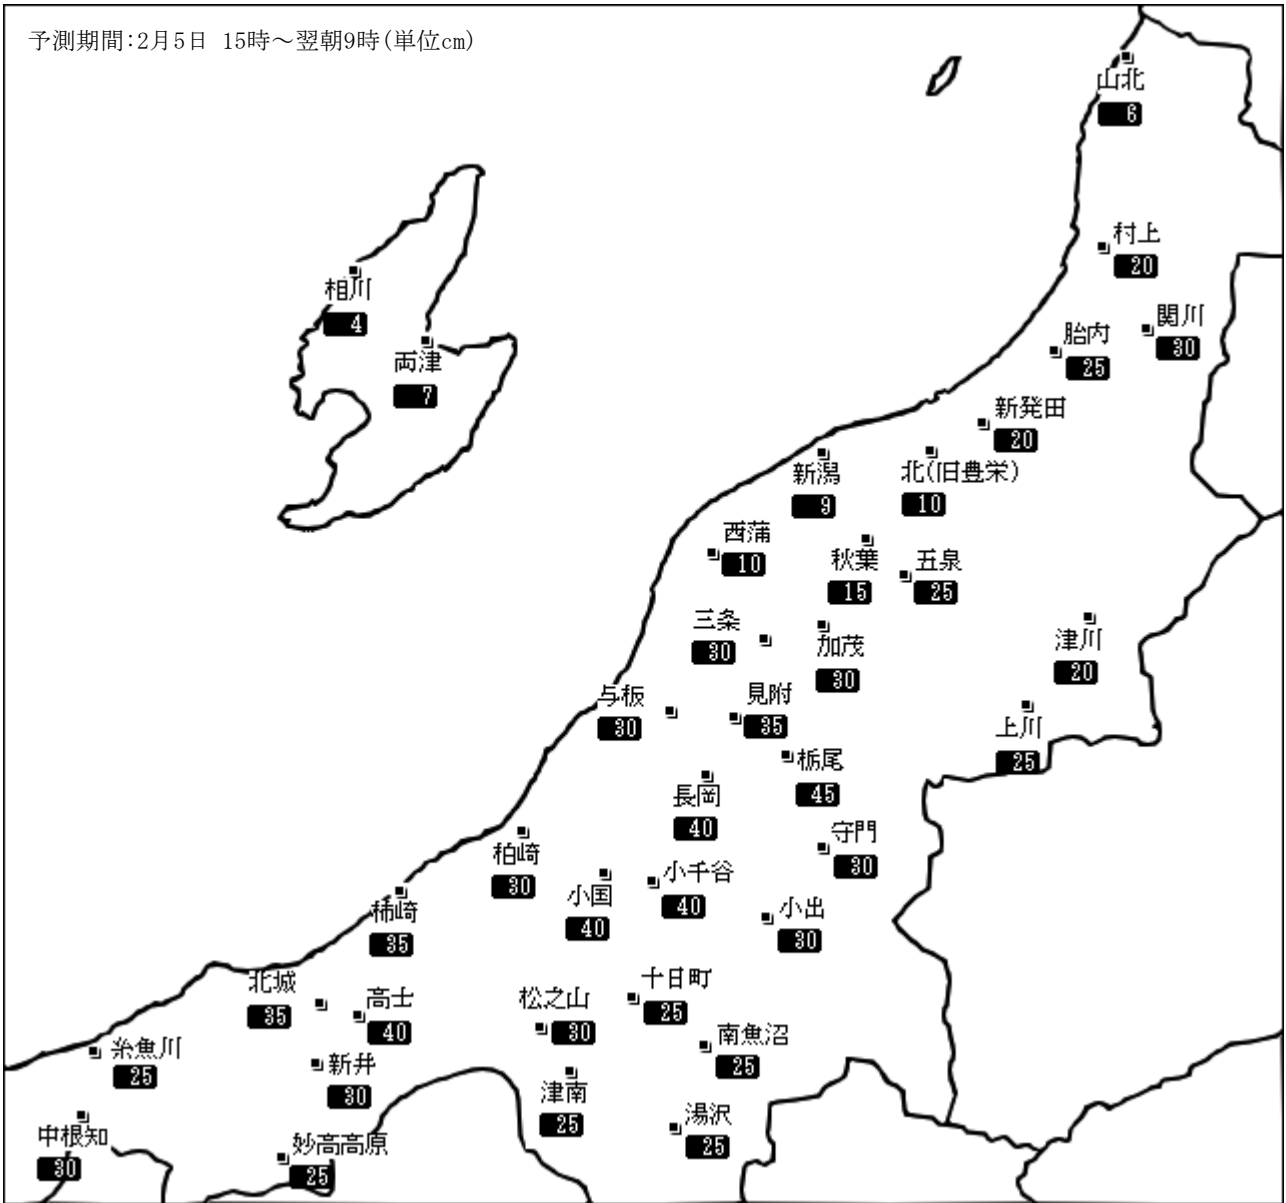 予測期間:2月5日 15時～翌朝9時(単位cm)
山北
6
村上
20
相川
4
関川
30
胎内
25
両津
7
新発田
20
新潟
9
北(旧豊栄)
10
西蒲
10
秋葉
15
五泉
25
三条
30
加茂
30
津川
20
与板
30
見附
35
上川
25
栃尾
45
長岡
40
守門
30
柏崎
30
小国
40
小千谷
40
柿崎
35
小出
30
北城
35
高士
40
松之山
30
十日町
25
糸魚川
25
新井
30
南魚沼
25
津南
25
湯沢
25
中根知
30
妙高高原
25